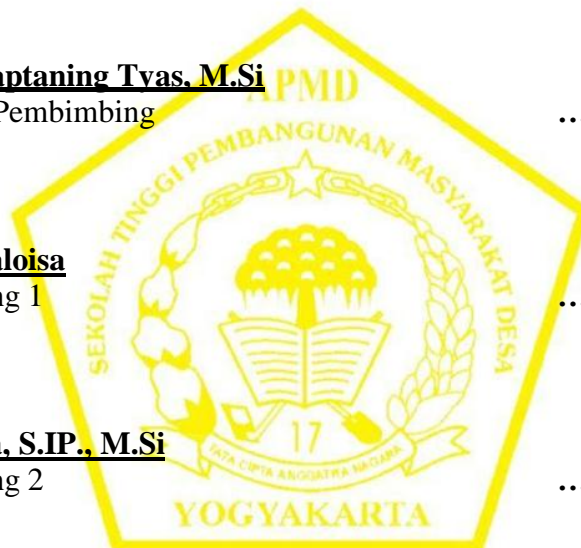 aptaning Tyas, M.Si
Pembimbing ..
APMD
SEKOLAH TINGGI PEMBANGUNAN MASYARAKAT DESA
aloisa
ng 1 ..
17
TATA CIPTA ANGGATRA NAGARA
, S.IP., M.Si
ng 2 ..
YOGYAKARTA